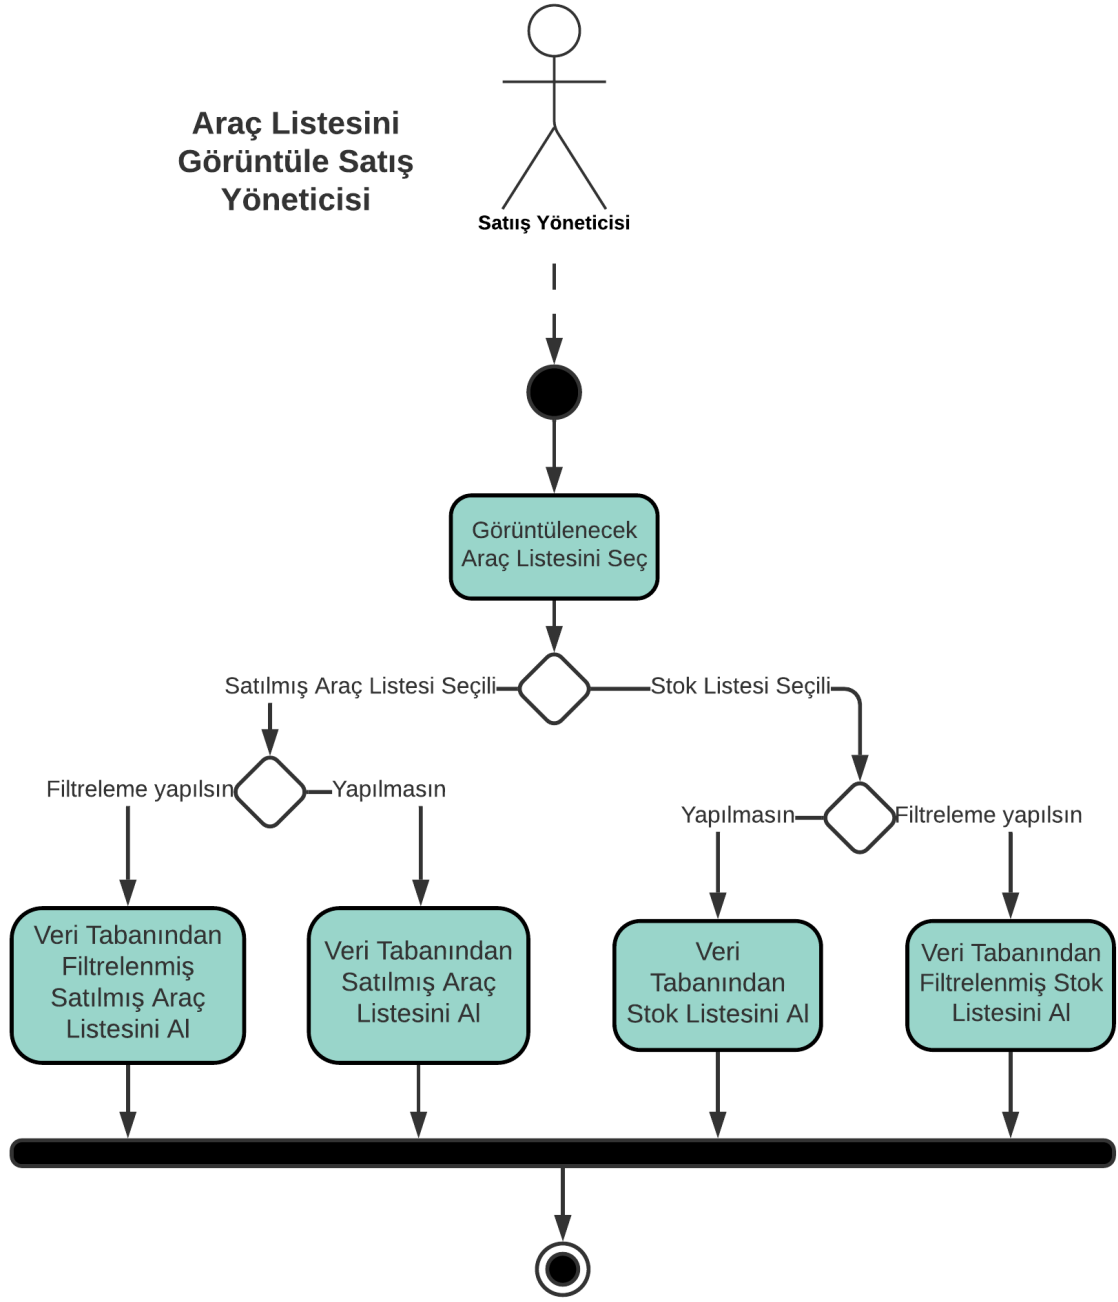 Araç Listesini
Görüntüle Satış
Yöneticisi
Satıış Yöneticisi
Görüntülenecek
Araç Listesini Seç
Satılmış Araç Listesi Seçili
Stok Listesi Seçili
Filtreleme yapılsın
Yapılmasın
Yapılmasın
Filtreleme yapılsın
Veri Tabanından
Filtrelenmiş
Satılmış Araç
Listesini Al
Veri Tabanından
Satılmış Araç
Listesini Al
Veri
Tabanından
Stok Listesini Al
Veri Tabanından
Filtrelenmiş Stok
Listesini Al